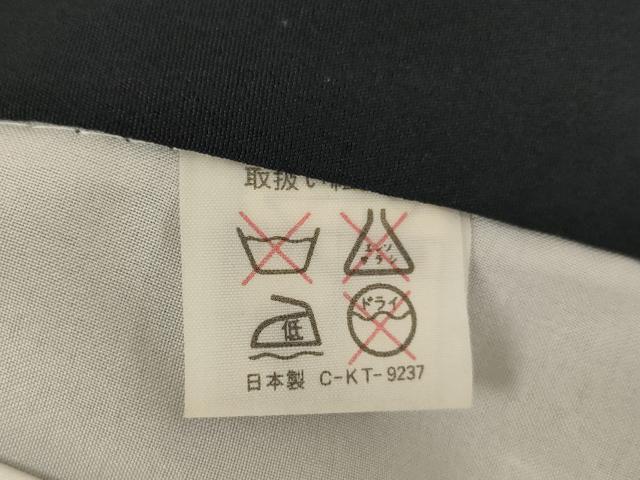 取扱い
エンソ
サラシ
低
ドライ
日本製 C-KT-9237